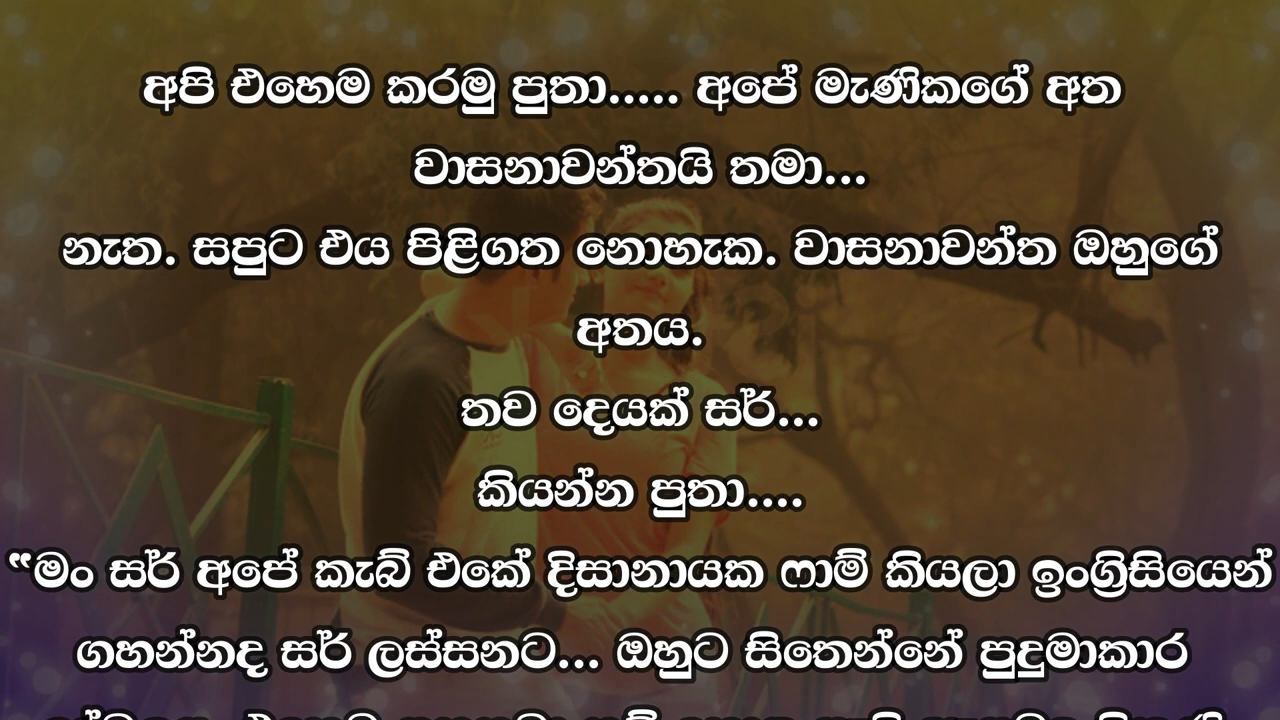 අපි එහෙම කරමු පුතා..... අපේ මැණිකගේ අත
වාසනාවන්තයි තමා...
නැත. සපුට එය පිළිගත නොහැක. වාසනාවන්ත ඔහුගේ
අතය.
තව දෙයක් සර්...
කියන්න පුතා....
“මං සර් අපේ කැබ් එකේ දිසානායක ෆාම් කියලා ඉංග්‍රිසියෙන්
ගහන්නද සර් ලස්සනට... ඔහුට සිතෙන්නේ පුදුමාකාර